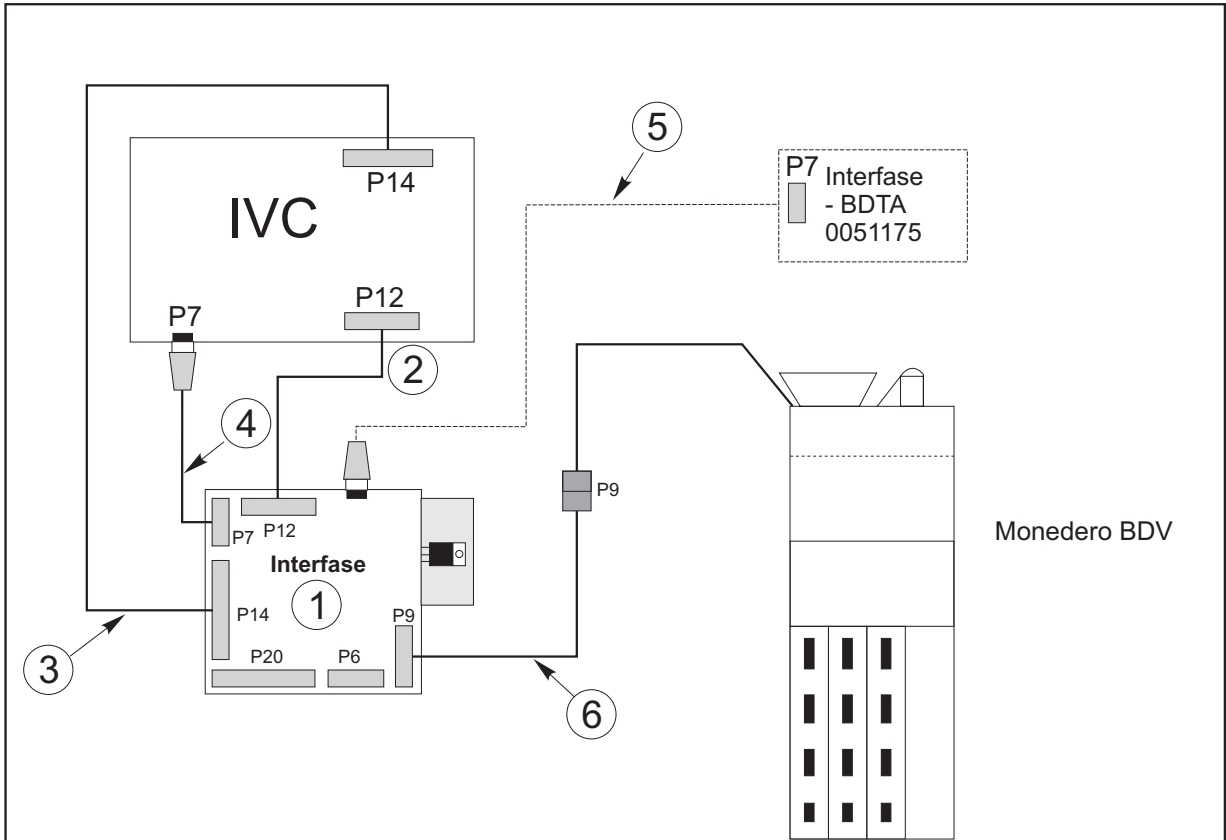 5
P7
Interfase
- BDTA
0051175
P14
IVC
P12
P7
2
4
P9
P7
P12
Interfase
1
Monedero BDV
P14
P9
3
P20
P6
6